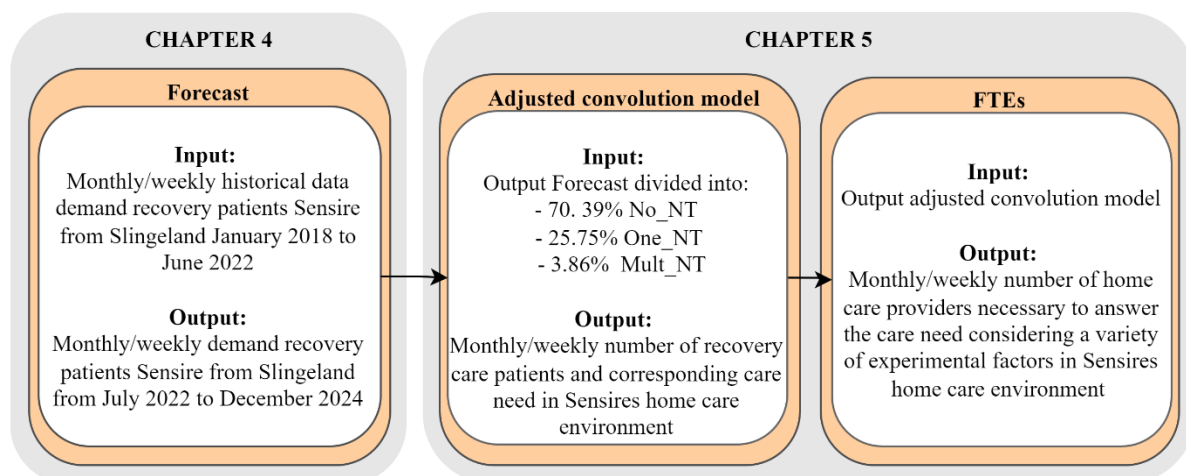 CHAPTER 4
Forecast
Input:
Monthly/weekly historical data
demand recovery patients Sensire
from Slingeland January 2018 to
June 2022
Output:
Monthly/weekly demand recovery
patients Sensire from Slingeland
from July 2022 to December 2024
CHAPTER 5
Adjusted convolution model
Input:
Output Forecast divided into:
- 70. 39% No_NT
- 25.75% One_NT
- 3.86% Mult_NT
Output:
Monthly/weekly number of recovery
care patients and corresponding care
need in Sensires home care
environment
FTEs
Input:
Output adjusted convolution model
Output:
Monthly/weekly number of home
care providers necessary to answer
the care need considering a variety
of experimental factors in Sensires
home care environment